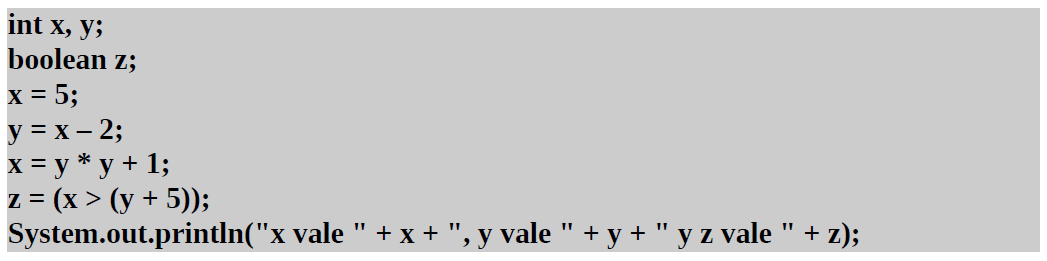 int x, y;
boolean z;
x = 5;
y = x – 2;
x = y * y + 1;
z = (x > (y + 5));
System.out.println("x vale " + x + ", y vale " + y + " y z vale " + z);